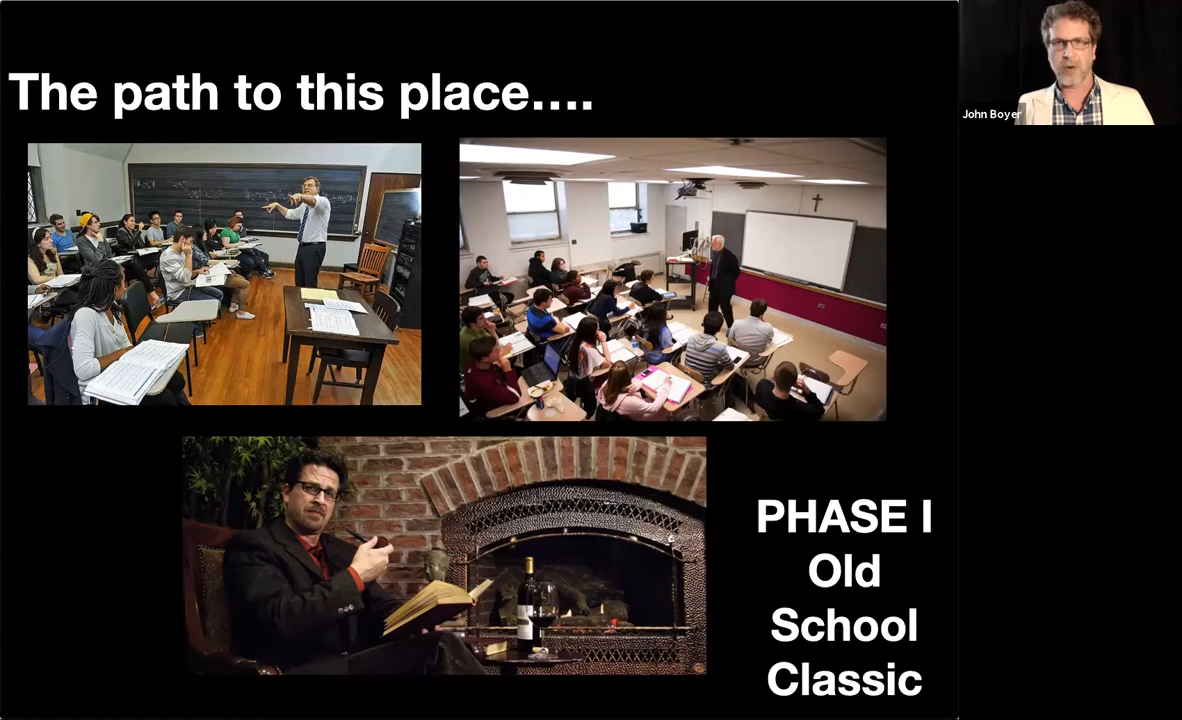 The path to this place....
John Boyer
PHASE I
Old
School
Classic